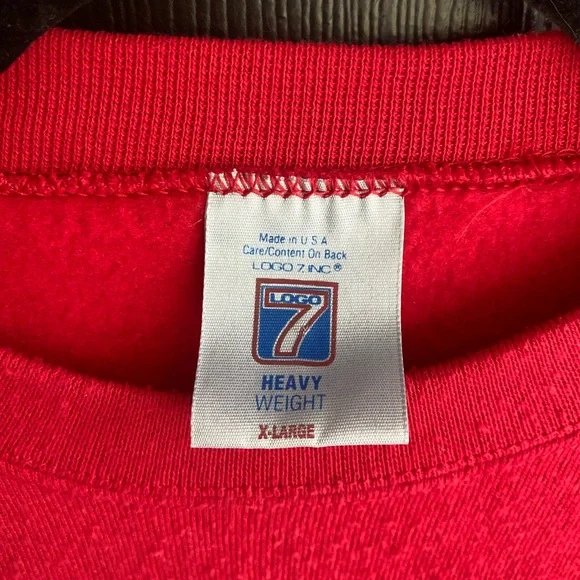 Made in U S A
Care/Content On Back
LOGO 7, INC®
LOGO
7
HEAVY
WEIGHT
X-LARGE